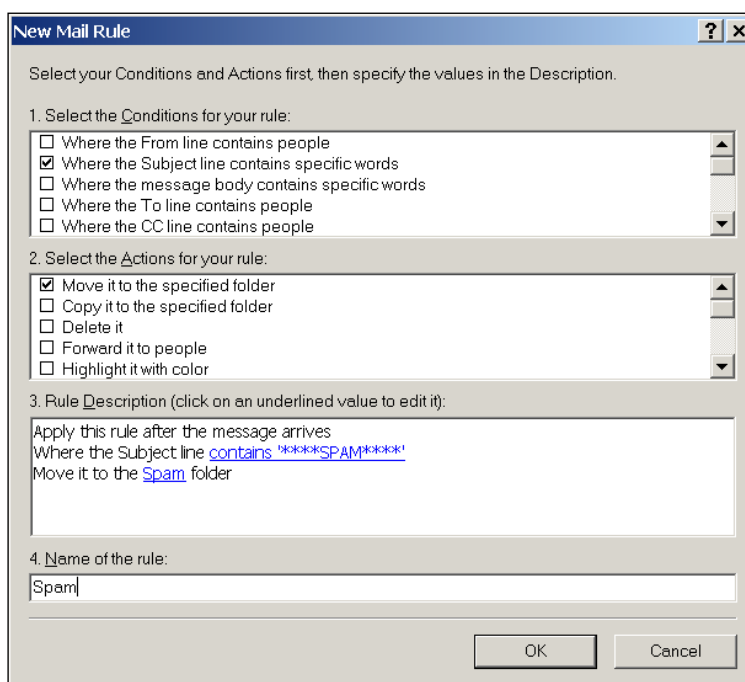 New Mail Rule
Select your Conditions and Actions first, then specify the values in the Description.
1. Select the Conditions for your rule:
Where the From line contains people
Where the Subject line contains specific words
Where the message body contains specific words
Where the To line contains people
Where the CC line contains people
2. Select the Actions for your rule:
Move it to the specified folder
Copy it to the specified folder
Delete it
Forward it to people
Highlight it with color
3. Rule Description (click on an underlined value to edit it):
Apply this rule after the message arrives
Where the Subject line contains '****SPAM****'
Move it to the Spam folder
4. Name of the rule:
Spam
OK Cancel